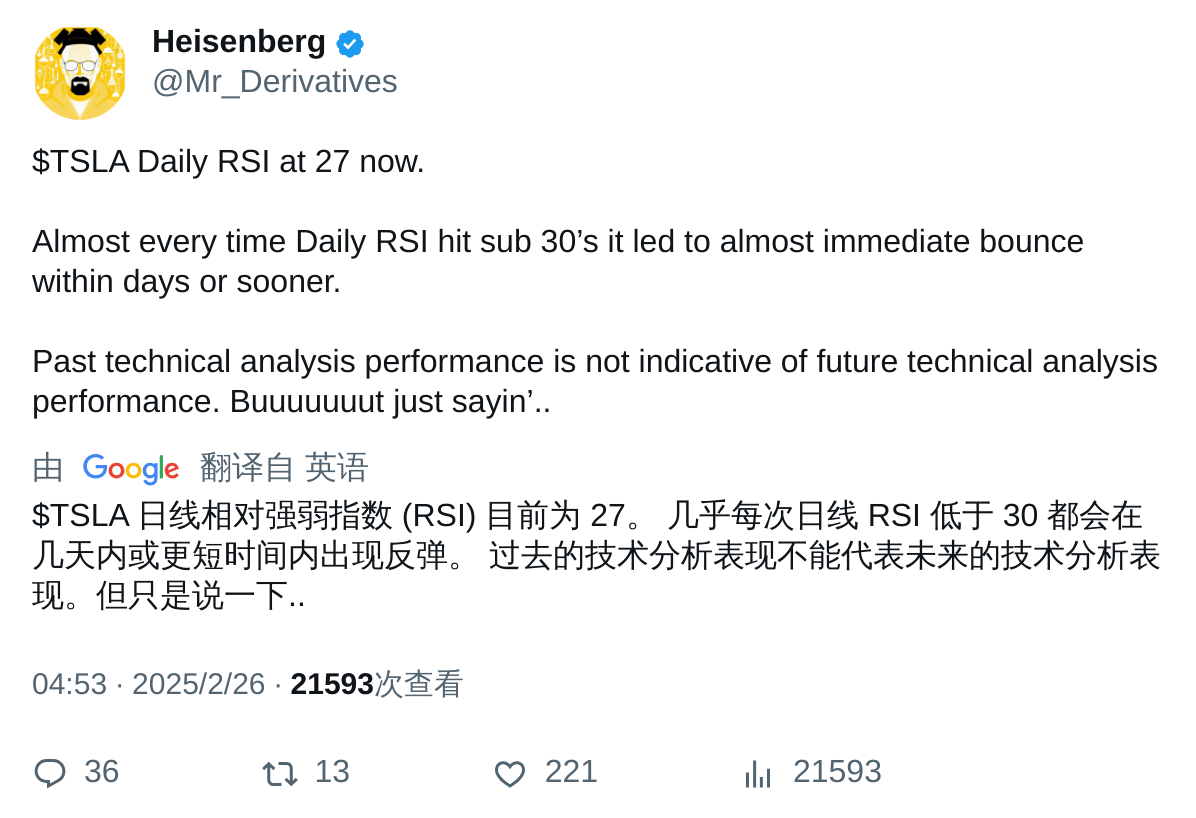 Heisenberg
@Mr_Derivatives
$TSLA Daily RSI at 27 now.
Almost every time Daily RSI hit sub 30’s it led to almost immediate bounce
within days or sooner.
Past technical analysis performance is not indicative of future technical analysis
performance. Buuuuuuut just sayin’..
由 Google 翻译自 英语
$TSLA 日线相对强弱指数 (RSI) 目前为 27。 几乎每次日线 RSI 低于 30 都会在
几天内或更短时间内出现反弹。 过去的技术分析表现不能代表未来的技术分析表
现。但只是说一下..
04:53 · 2025/2/26 · 21593次查看
36 13 221 21593